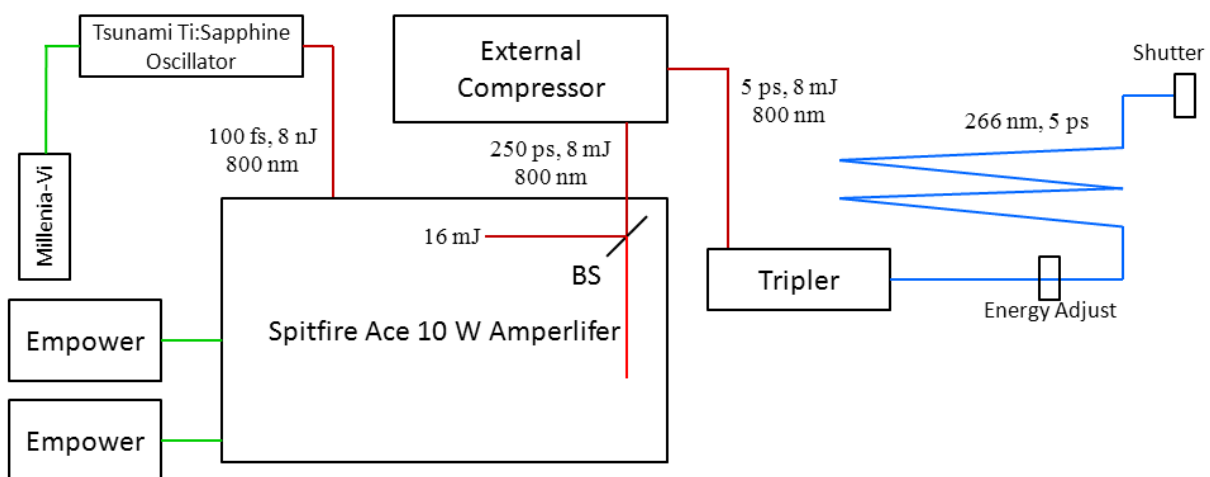 Tsunami Ti:Sapphine
Oscillator
External
Compressor
Shutter
5 ps, 8 mJ
800 nm
266 nm, 5 ps
100 fs, 8 nJ
800 nm
250 ps, 8 mJ
800 nm
Millenia-Vi
16 mJ
BS
Tripler
Energy Adjust
Spitfire Ace 10 W Amperlifer
Empower
Empower